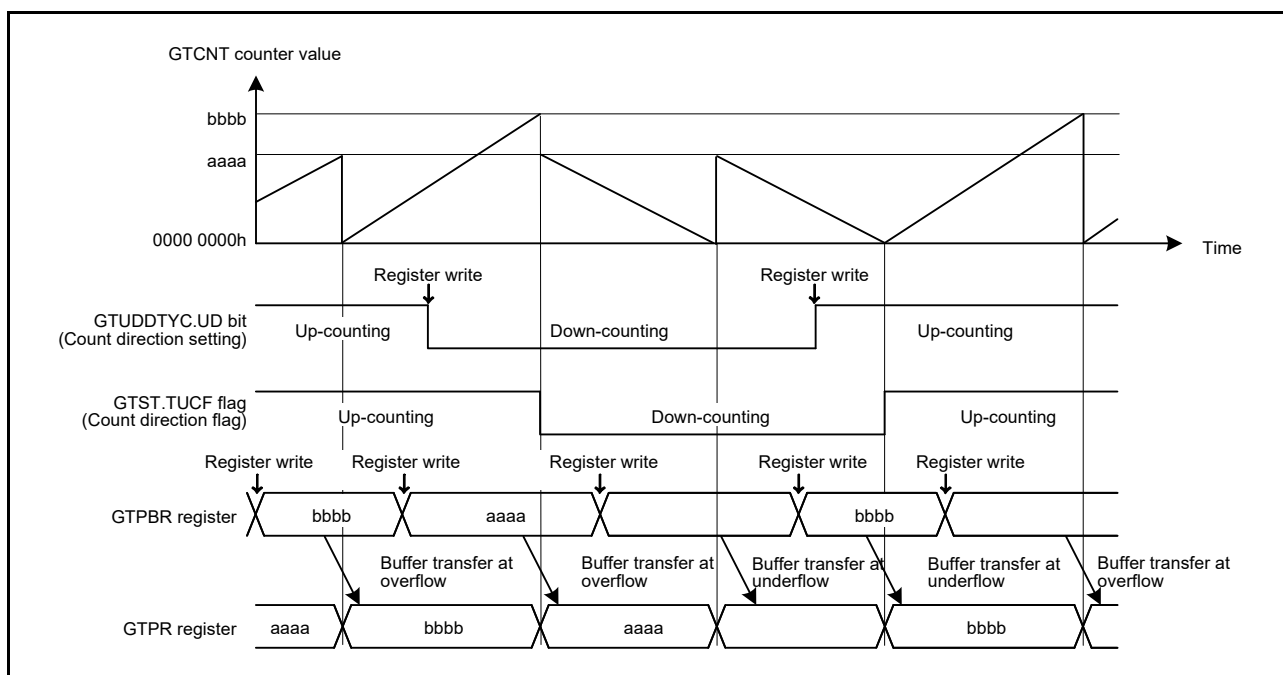 GTCNT counter value
bbbb
aaaa
0000 0000h
Time
Register write
Register write
GTUDDTYC.UD bit
(Count direction setting)
Up-counting
Down-counting
Up-counting
GTST.TUCF flag
(Count direction flag)
Up-counting
Down-counting
Up-counting
Register write
Register write
Register write
Register write
Register write
GTPBR register
bbbb
aaaa
bbbb
Buffer transfer at
overflow
Buffer transfer at
overflow
Buffer transfer at
underflow
Buffer transfer at
underflow
Buffer transfer at
overflow
GTPR register
aaaa
bbbb
aaaa
bbbb